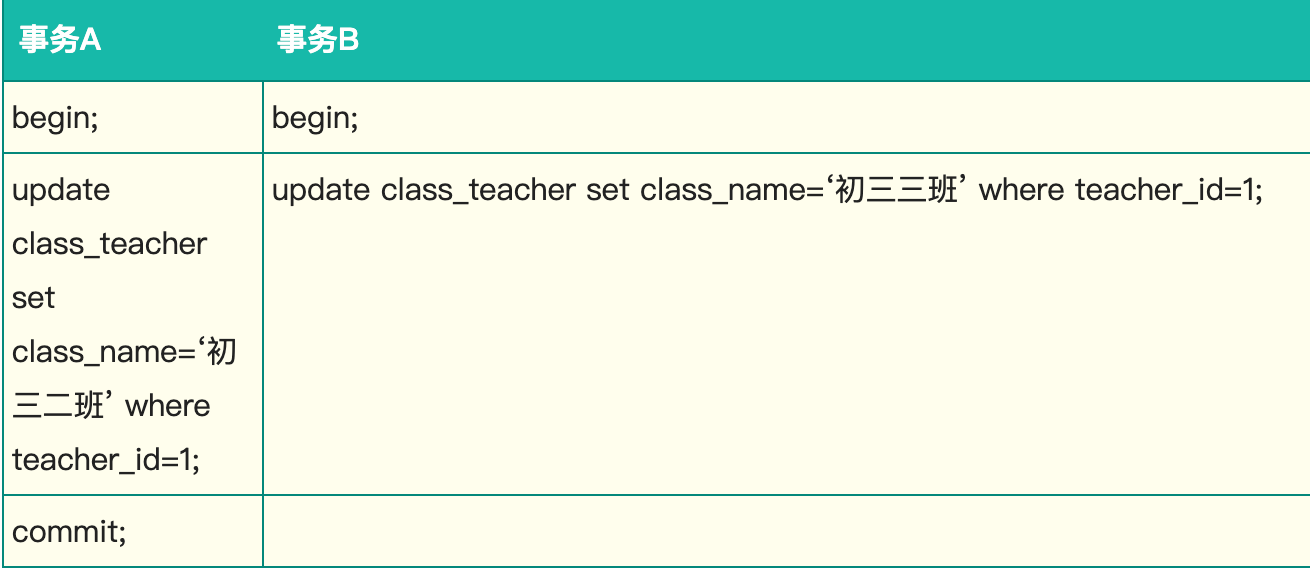 事务A
事务B
begin;
begin;
update
class_teacher
set
class_name=‘初
三二班’ where
teacher_id=1;
update class_teacher set class_name=‘初三三班’ where teacher_id=1;
commit;